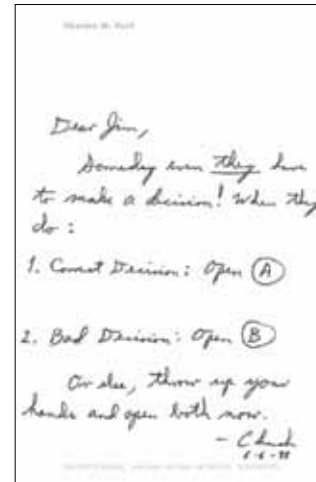 Dear Jim,
Someday even they have
to make a decision! When they
do:
1. Correct Decision: Open A
2. Bad Decision: Open B
Or else, throw up your
hands and open both now.
- Chuck